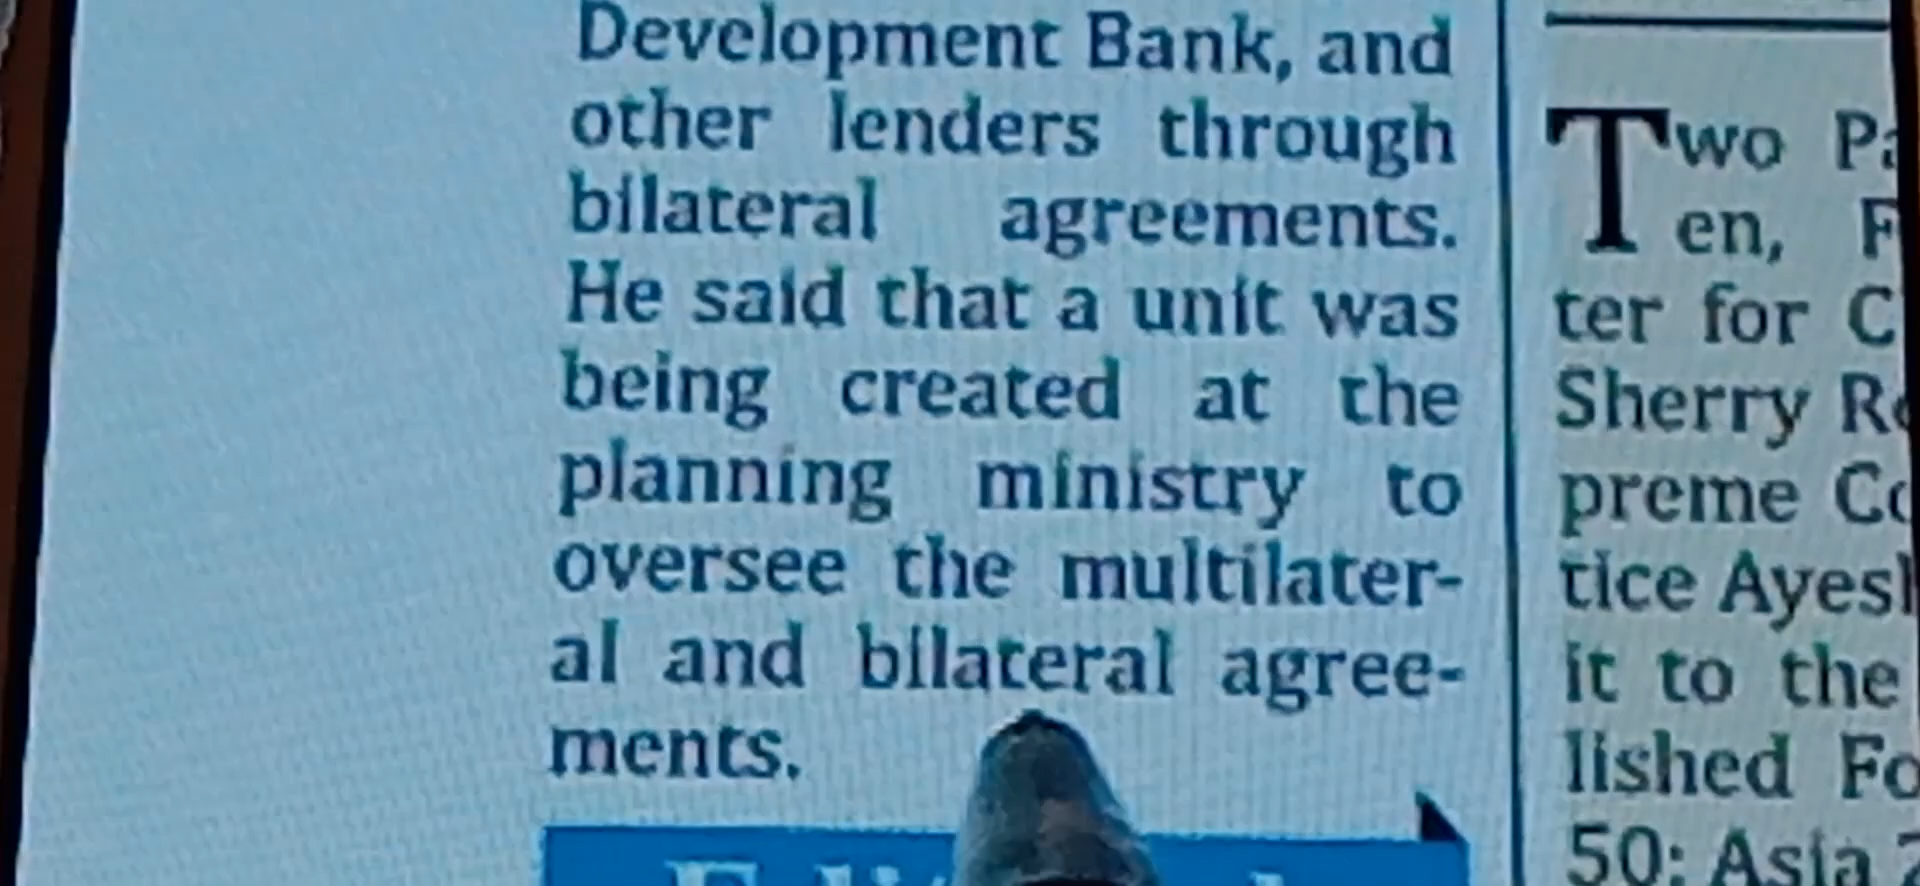 Development Bank, and
other lenders through
bilateral agreements.
He said that a unit was
being created at the
planning ministry to
oversee the multilater-
al and bilateral agree-
ments.
Two
en,
ter for
Sherry
preme
tice
it to the
lished
50: Asia